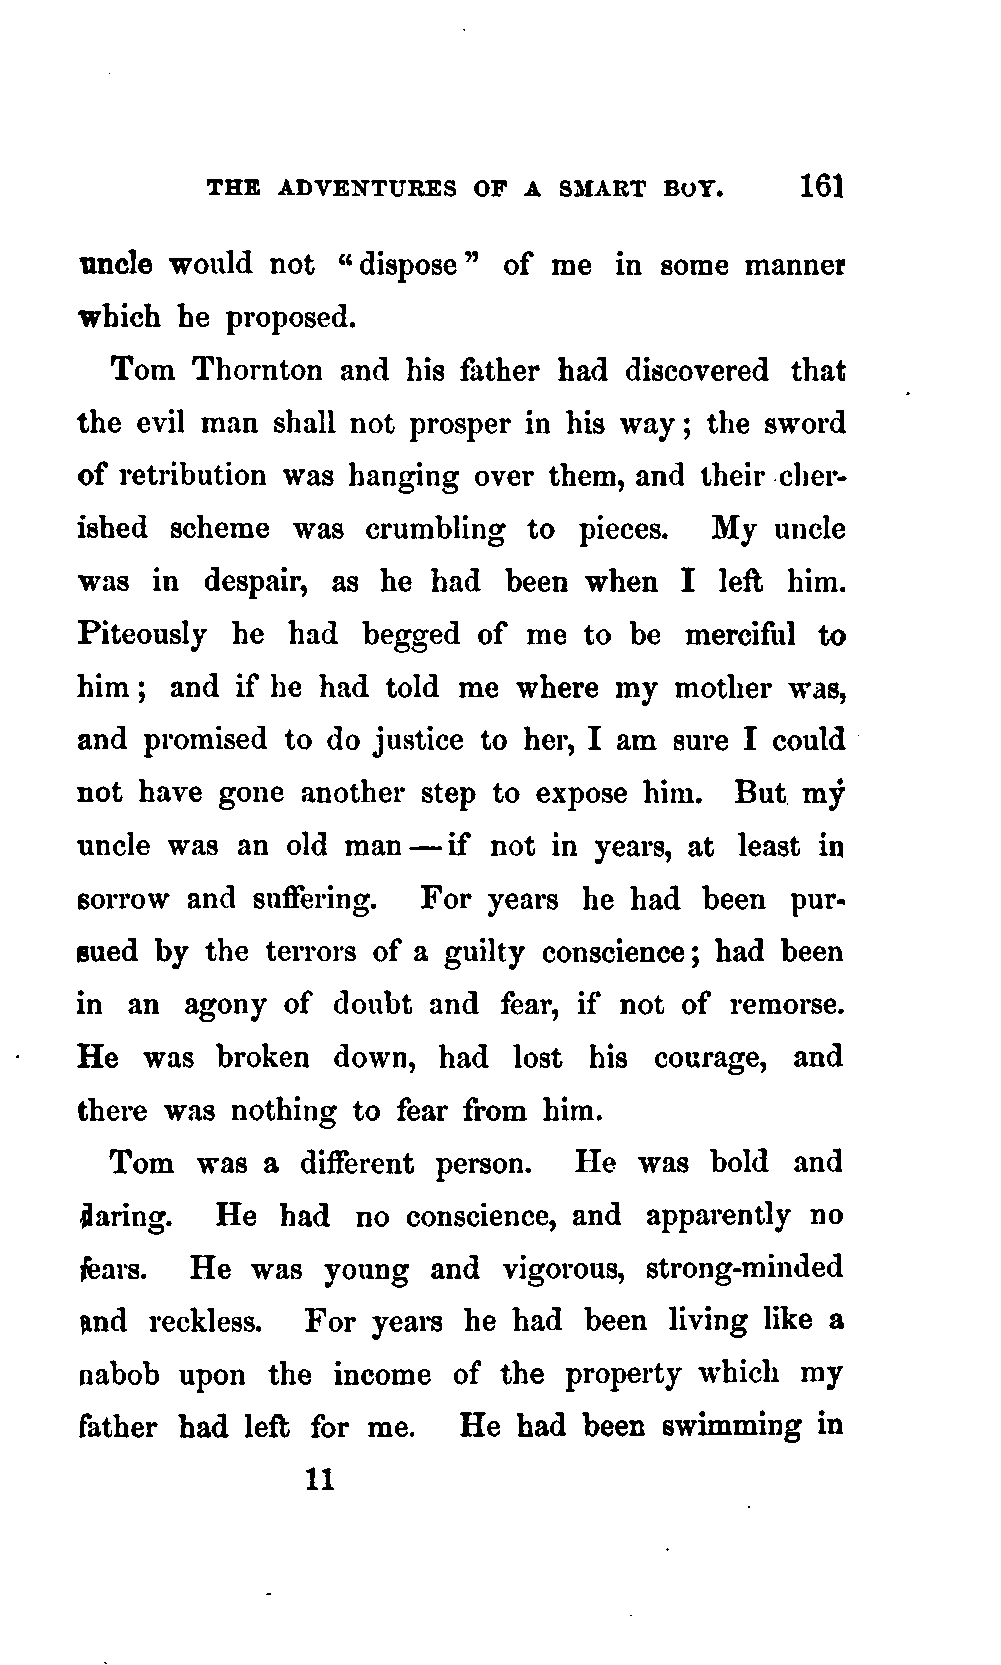 THE ADVENTURES OF A SMART BOY. 161
uncle would not “dispose” of me in some manner
which he proposed.
Tom Thornton and his father had discovered that
the evil man shall not prosper in his way; the sword
of retribution was hanging over them, and their cher-
ished scheme was crumbling to pieces. My uncle
was in despair, as he had been when I left him.
Piteously he had begged of me to be merciful to
him; and if he had told me where my mother was,
and promised to do justice to her, I am sure I could
not have gone another step to expose him. But my
uncle was an old man — if not in years, at least in
sorrow and suffering. For years he had been pur-
sued by the terrors of a guilty conscience; had been
in an agony of doubt and fear, if not of remorse.
He was broken down, had lost his courage, and
there was nothing to fear from him.
Tom was a different person. He was bold and
daring. He had no conscience, and apparently no
fears. He was young and vigorous, strong-minded
and reckless. For years he had been living like a
nabob upon the income of the property which my
father had left for me. He had been swimming in
11